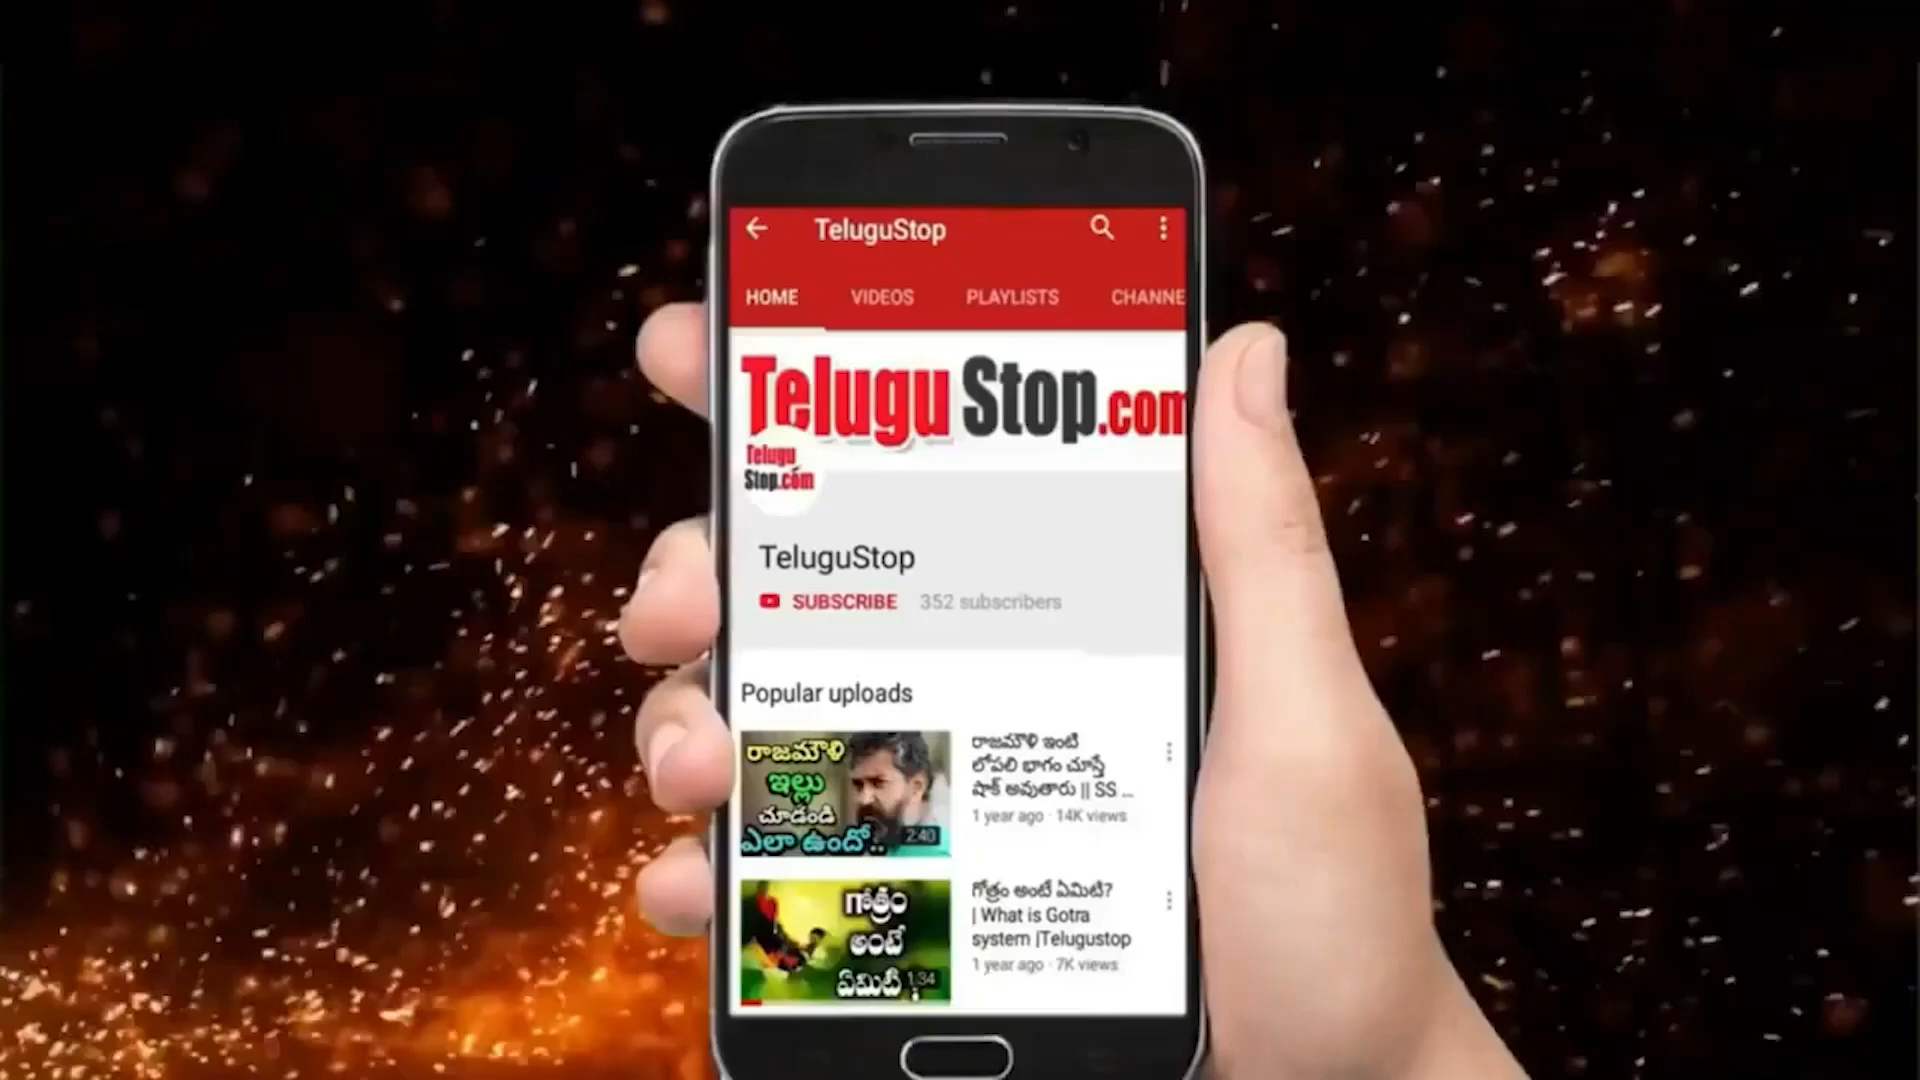 TeluguStop
HOME VIDEOS PLAYLISTS CHANNE
Telugu Stop.com
Telugu
Stop.com
TeluguStop
SUBSCRIBE 352 subscribers
Popular uploads
రాజమౌళి
ఇల్లు
చూడండి
ఎలా ఉందో..
2:40
రాజమౌళి ఇంటి
లోపలి భాగం చూస్తే
షాక్ అవుతారు || SS ...
1 year ago · 14K views
గోత్రం
అంటే
ఏమిటి
1:34
గోత్రం అంటే ఏమిటి?
| What is Gotra
system |Telugustop
1 year ago · 7K views